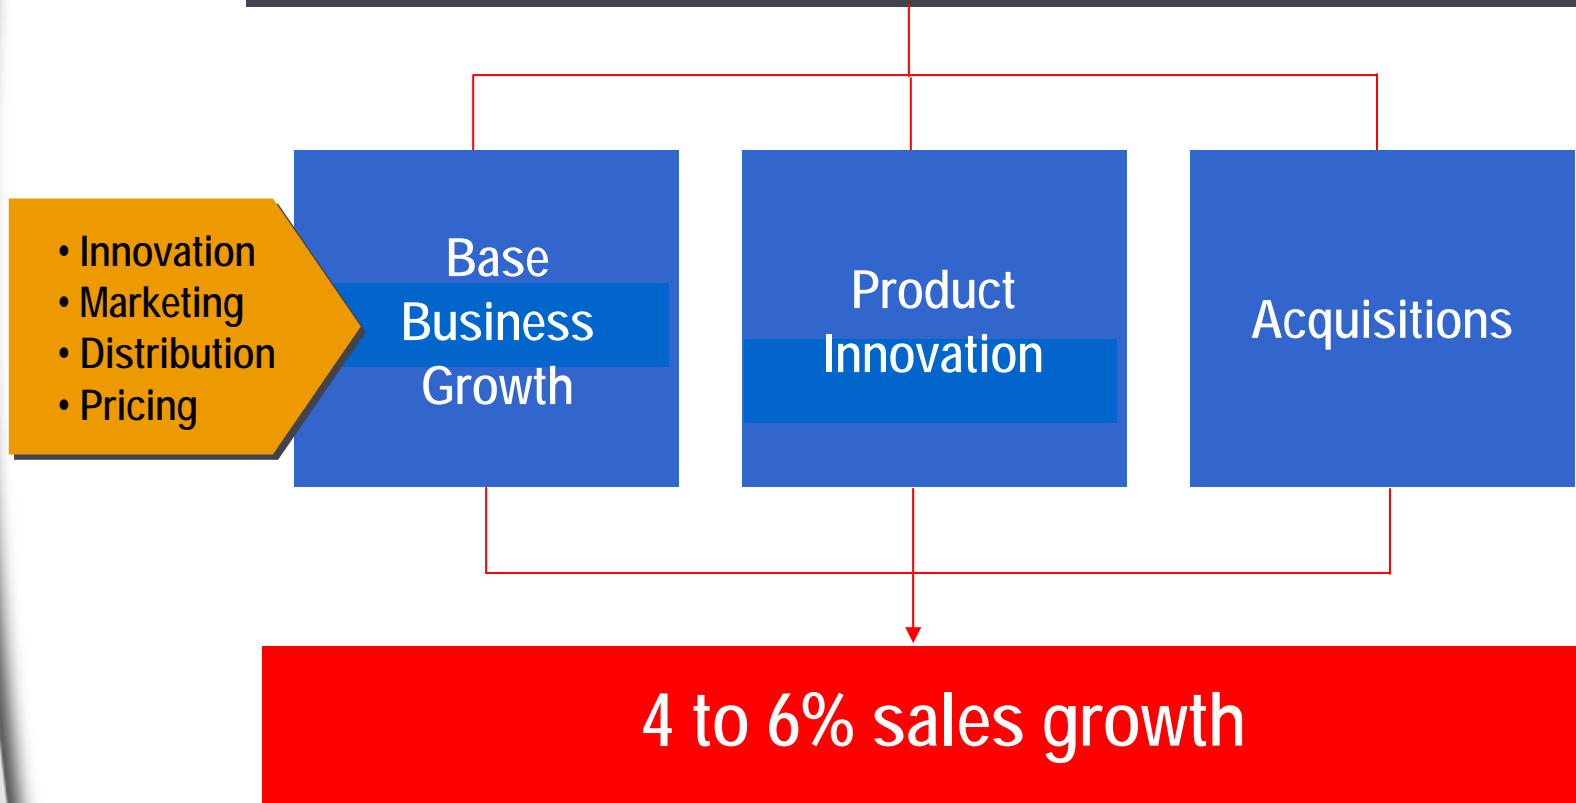 • Innovation
• Marketing
• Distribution
• Pricing
Base
Business
Growth
Product
Innovation
Acquisitions
4 to 6% sales growth